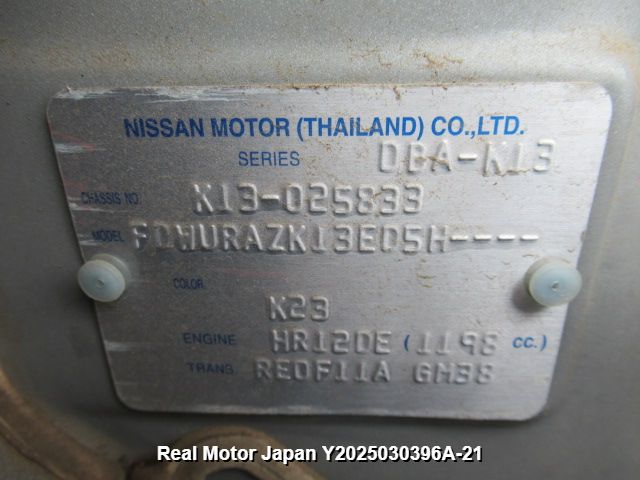 NISSAN MOTOR (THAILAND) CO.,LTD.
SERIES DBA-K13
CHASSIS NO. K13-025833
MODEL FDWURAZK13EDSH----
COLOR
K23
ENGINE HR12DE (1198 CC.)
TRANS. RE0F11A GH38
Real Motor Japan Y2025030396A-21